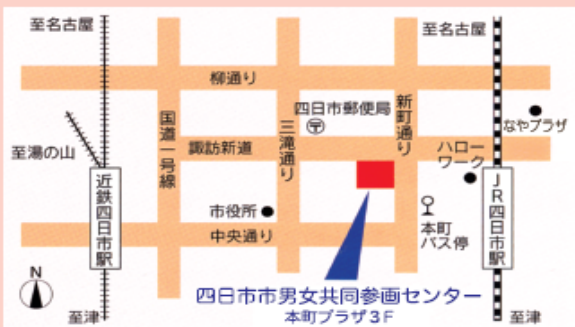 至名古屋
至名古屋
柳通り
四日市郵便局
新町通り
なやプラザ
国道一号線
三滝通り
諏訪新道
ハロー
ワーク
至湯の山
近鉄四日市駅
JR四日市駅
市役所
本町
バス停
中央通り
N
四日市市男女共同参画センター
本町プラザ3F
至津
至津